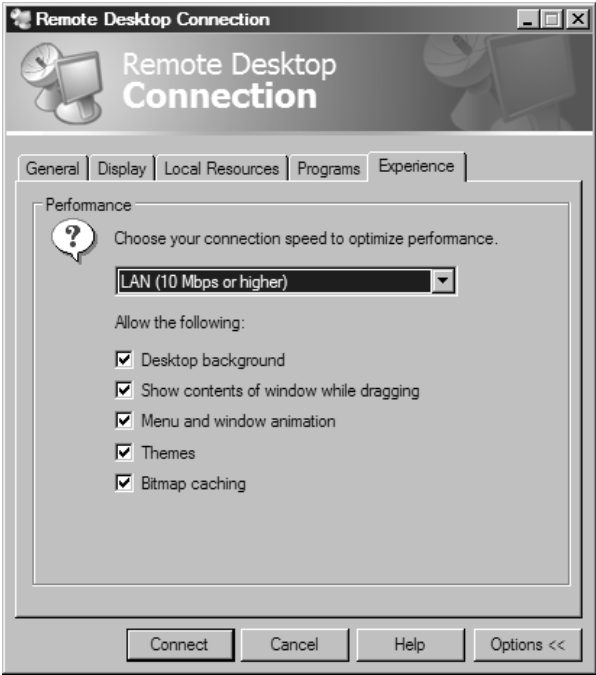 Remote Desktop Connection
Remote Desktop
Connection
General Display Local Resources Programs Experience
Performance
?
Choose your connection speed to optimize performance.
LAN (10 Mbps or higher)
Allow the following:
Desktop background
Show contents of window while dragging
Menu and window animation
Themes
Bitmap caching
Connect Cancel Help Options <<